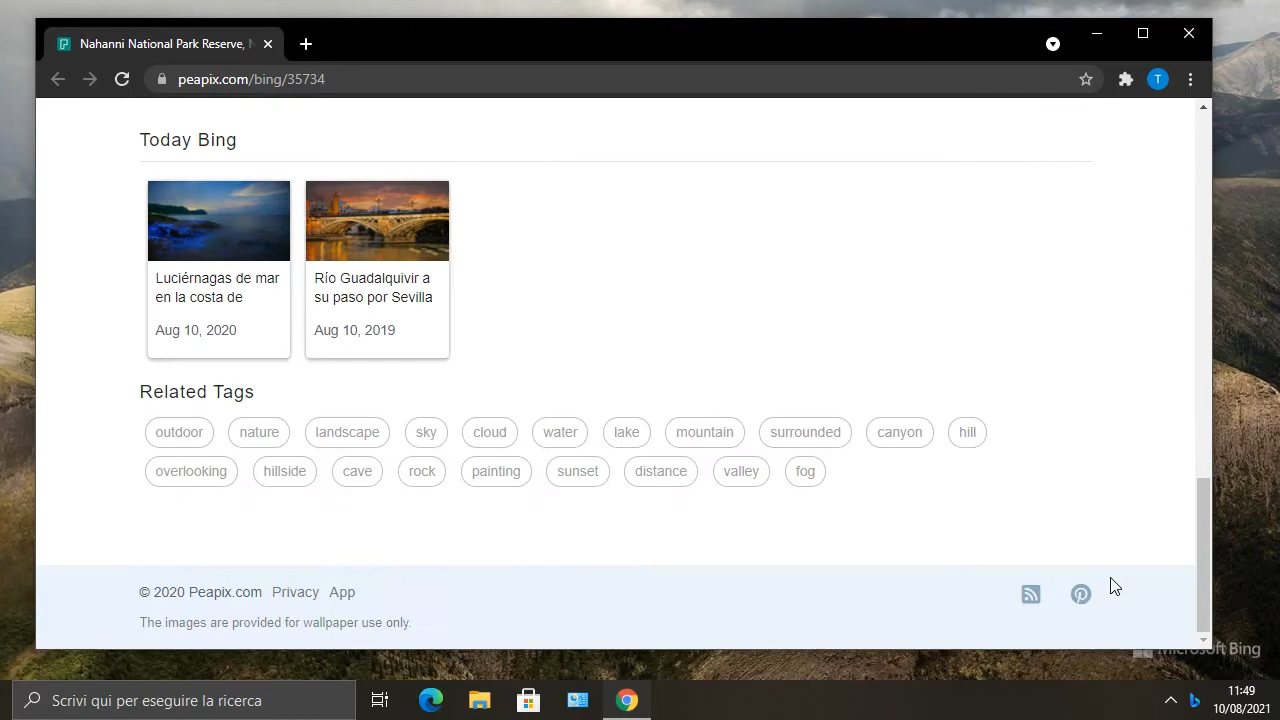 Nahanni National Park Reserve,
peapix.com/bing/35734
T
Today Bing
Luciérnagas de mar
en la costa de
Aug 10, 2020
Río Guadalquivir a
su paso por Sevilla
Aug 10, 2019
Related Tags
outdoor nature landscape sky cloud water lake mountain surrounded canyon hill
overlooking hillside cave rock painting sunset distance valley fog
© 2020 Peapix.com Privacy App
The images are provided for wallpaper use only.
Microsoft Bing
Scrivi qui per eseguire la ricerca
11:49
10/08/2021